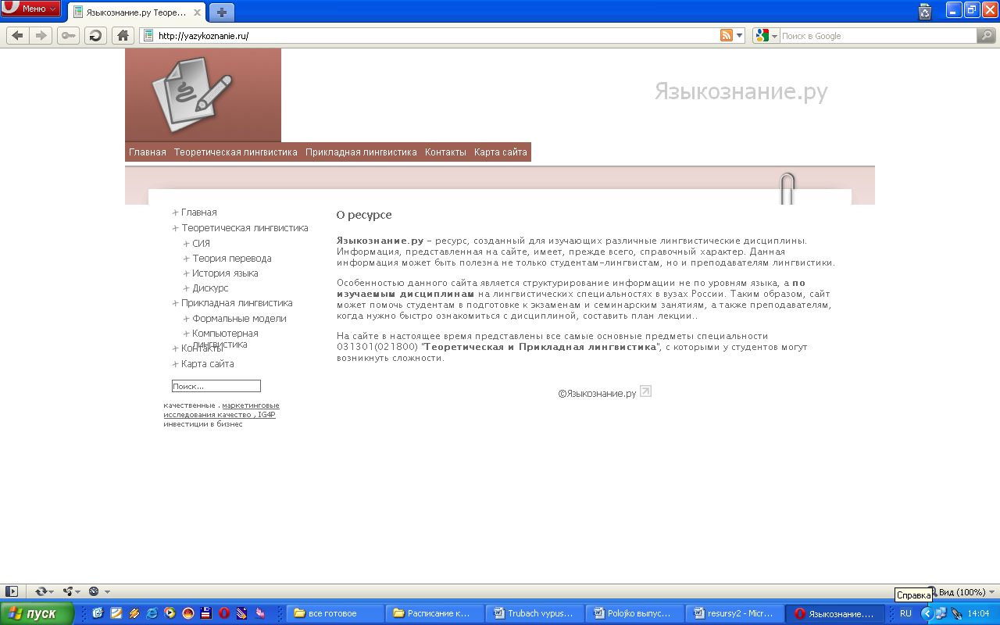 Меню
Языкознание.ру Теоре...
http://yazykoznanie.ru/
Поиск в Google
Языкознание.ру
Главная Теоретическая лингвистика Прикладная лингвистика Контакты Карта сайта
Главная
Теоретическая лингвистика
СИЯ
Теория перевода
История языка
Дискурс
Прикладная лингвистика
Формальные модели
Компьютерная
лингвистика
Контакты
Карта сайта
Поиск...
качественные . маркетинговые
исследования качество , IG4P
инвестиции в бизнес
О ресурсе
Языкознание.ру – ресурс, созданный для изучающих различные лингвистические дисциплины.
Информация, представленная на сайте, имеет, прежде всего, справочный характер. Данная
информация может быть полезна не только студентам-лингвистам, но и преподавателям лингвистики.
Особенностью данного сайта является структурирование информации не по уровням языка, а по
изучаемым дисциплинам на лингвистических специальностях в вузах России. Таким образом, сайт
может помочь студентам в подготовке к экзаменам и семинарским занятиям, а также преподавателям,
когда нужно быстро ознакомиться с дисциплиной, составить план лекции..
На сайте в настоящее время представлены все самые основные предметы специальности
031301(021800) "Теоретическая и Прикладная лингвистика", с которыми у студентов могут
возникнуть сложности.
©Языкознание.ру
Справка
Вид (100%)
пуск
все готовое
Расписание к...
Trubach vypus...
Polojko выпус...
resursy2 - Micr...
Языкознание....
RU
14:04